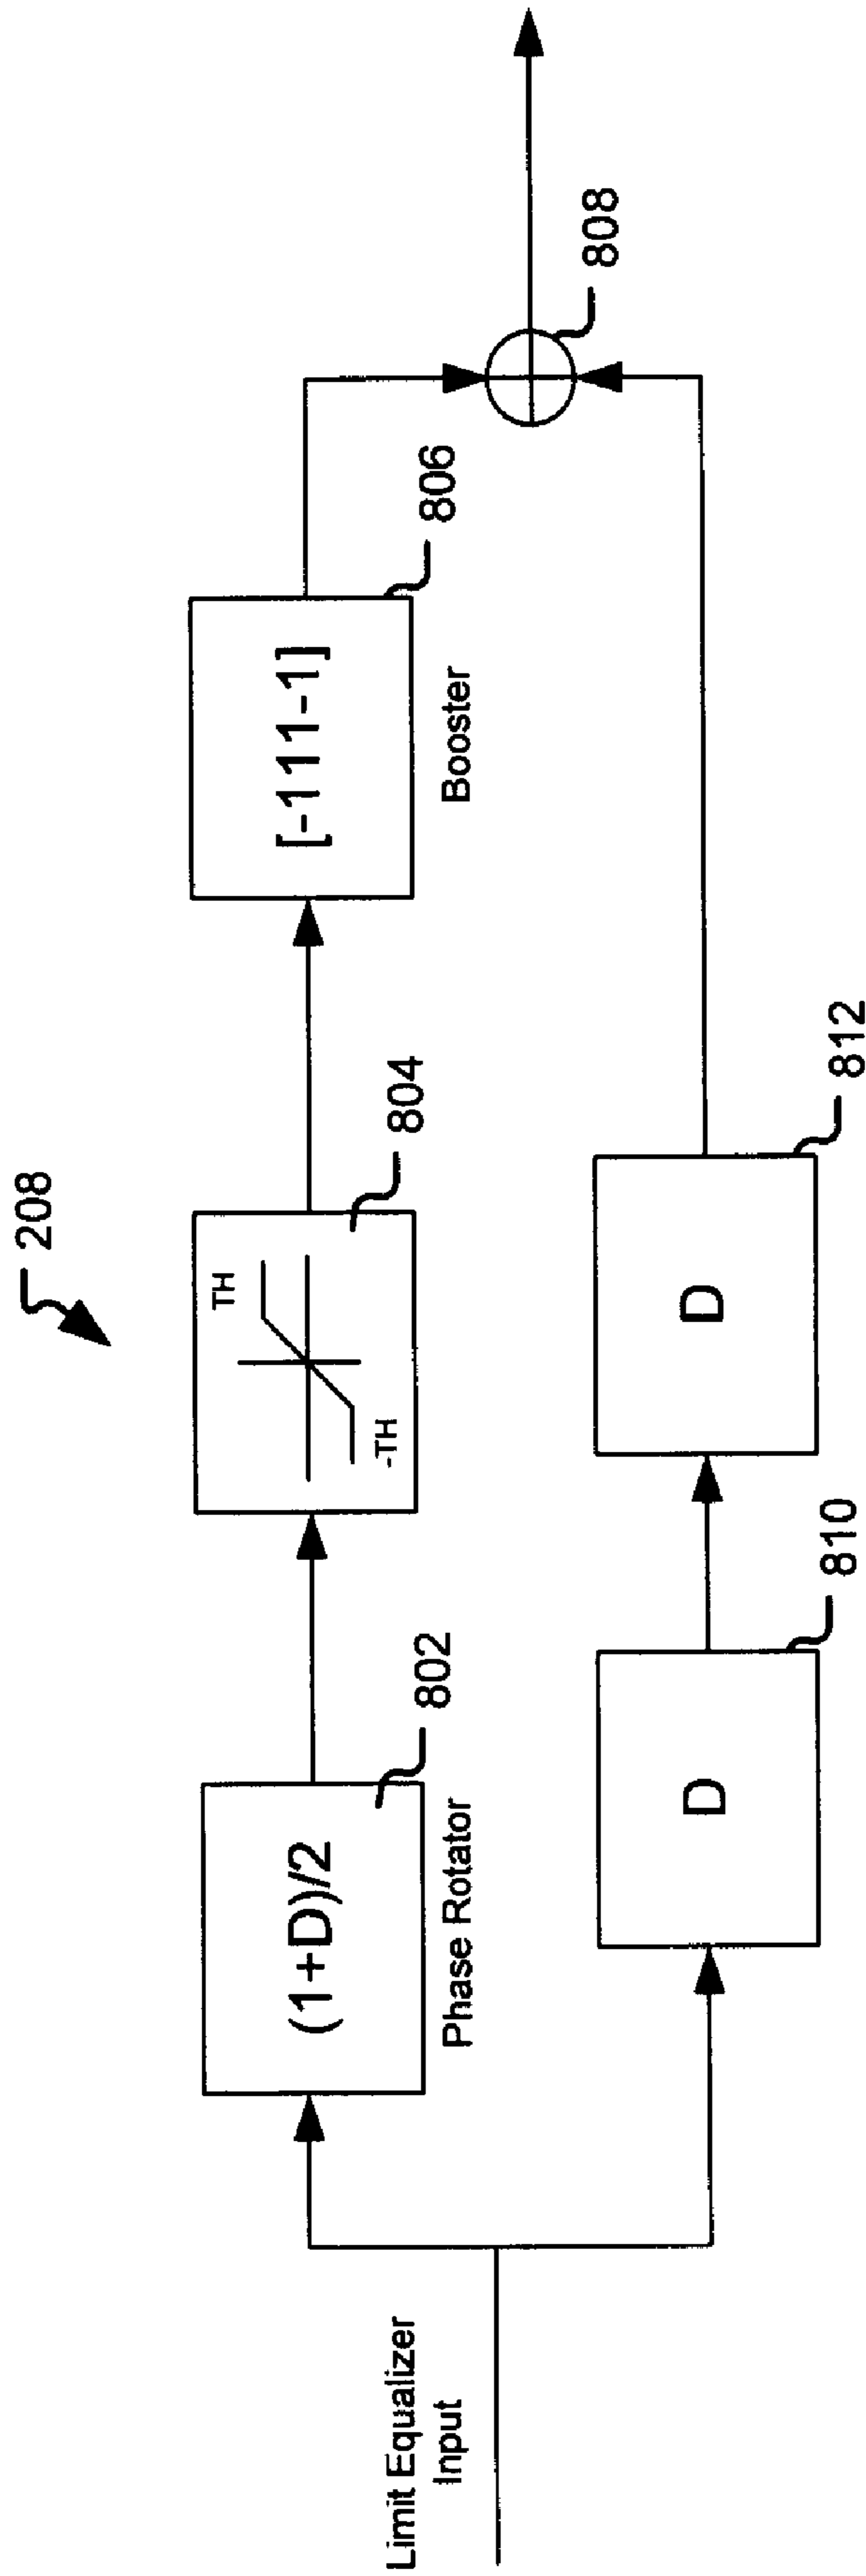 208
Limit Equalizer
Input
(1+D)/2
802
Phase Rotator
TH
-TH
804
[-111-1]
806
Booster
808
D
810
D
812